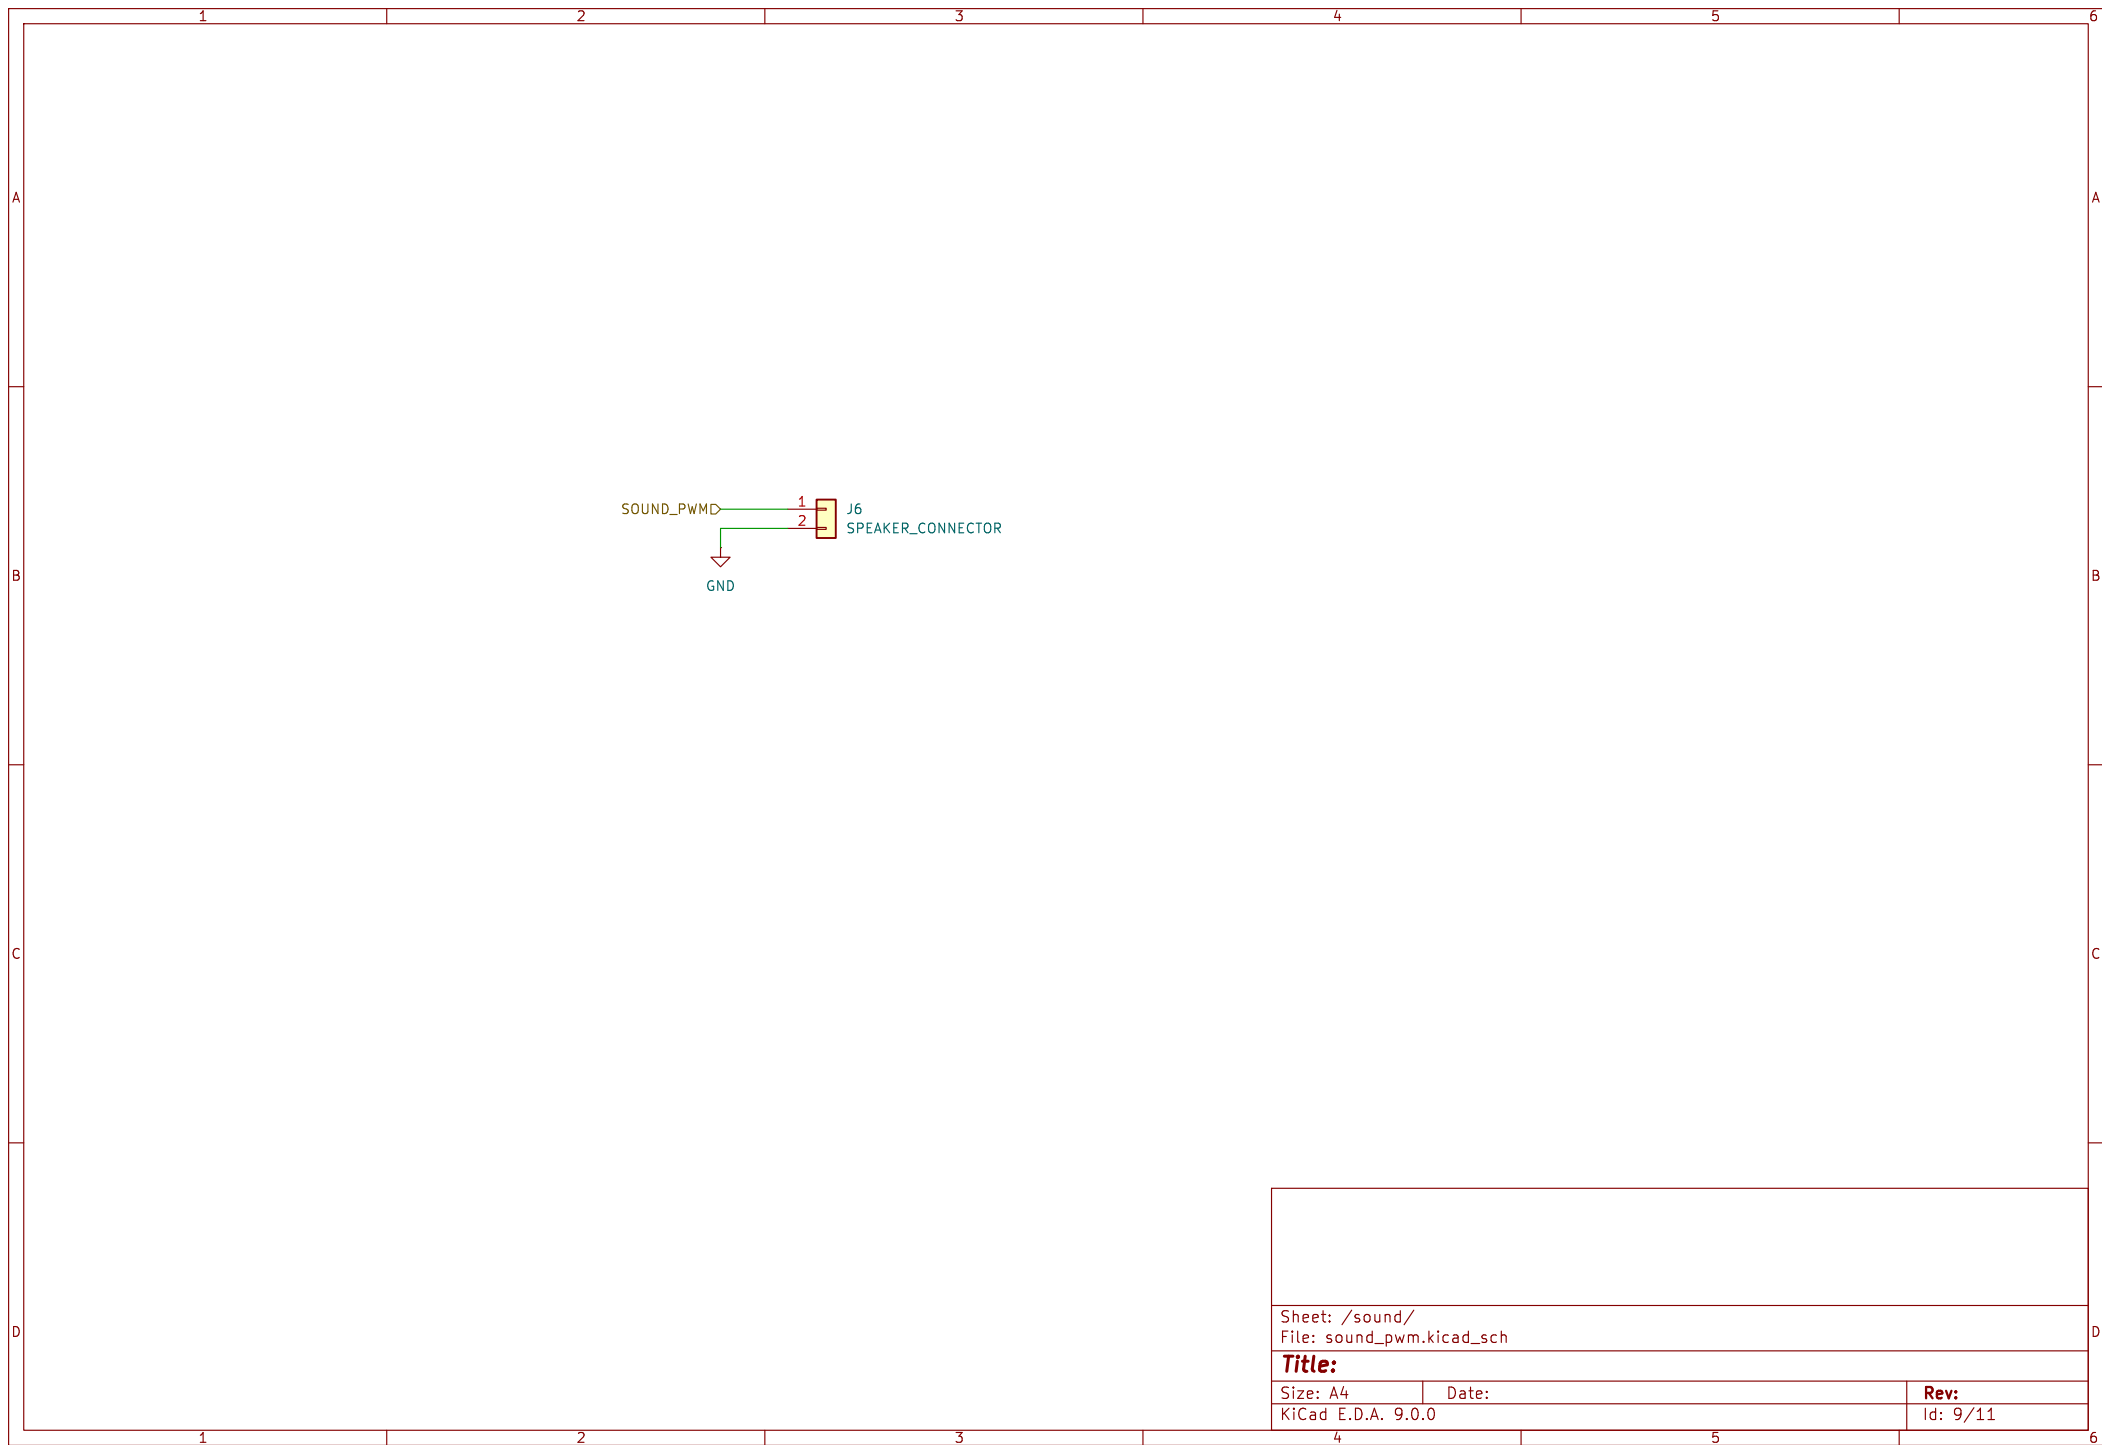 1 2 3 4 5 6
A A
SOUND_PWM 1 J6
2 SPEAKER_CONNECTOR
B B
GND
C C
Sheet: /sound/
D D
File: sound_pwm.kicad_sch
Title:
Size: A4 Date: Rev:
KiCad E.D.A. 9.0.0 Id: 9/11
1 2 3 4 5 6